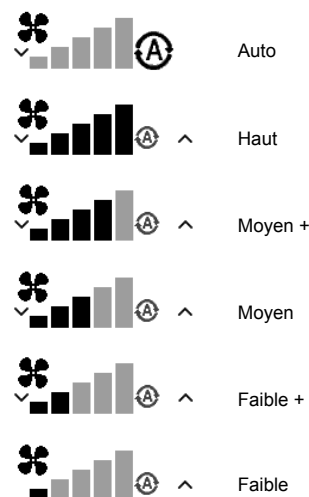 A Auto
A Haut
A Moyen +
A Moyen
A Faible +
A Faible